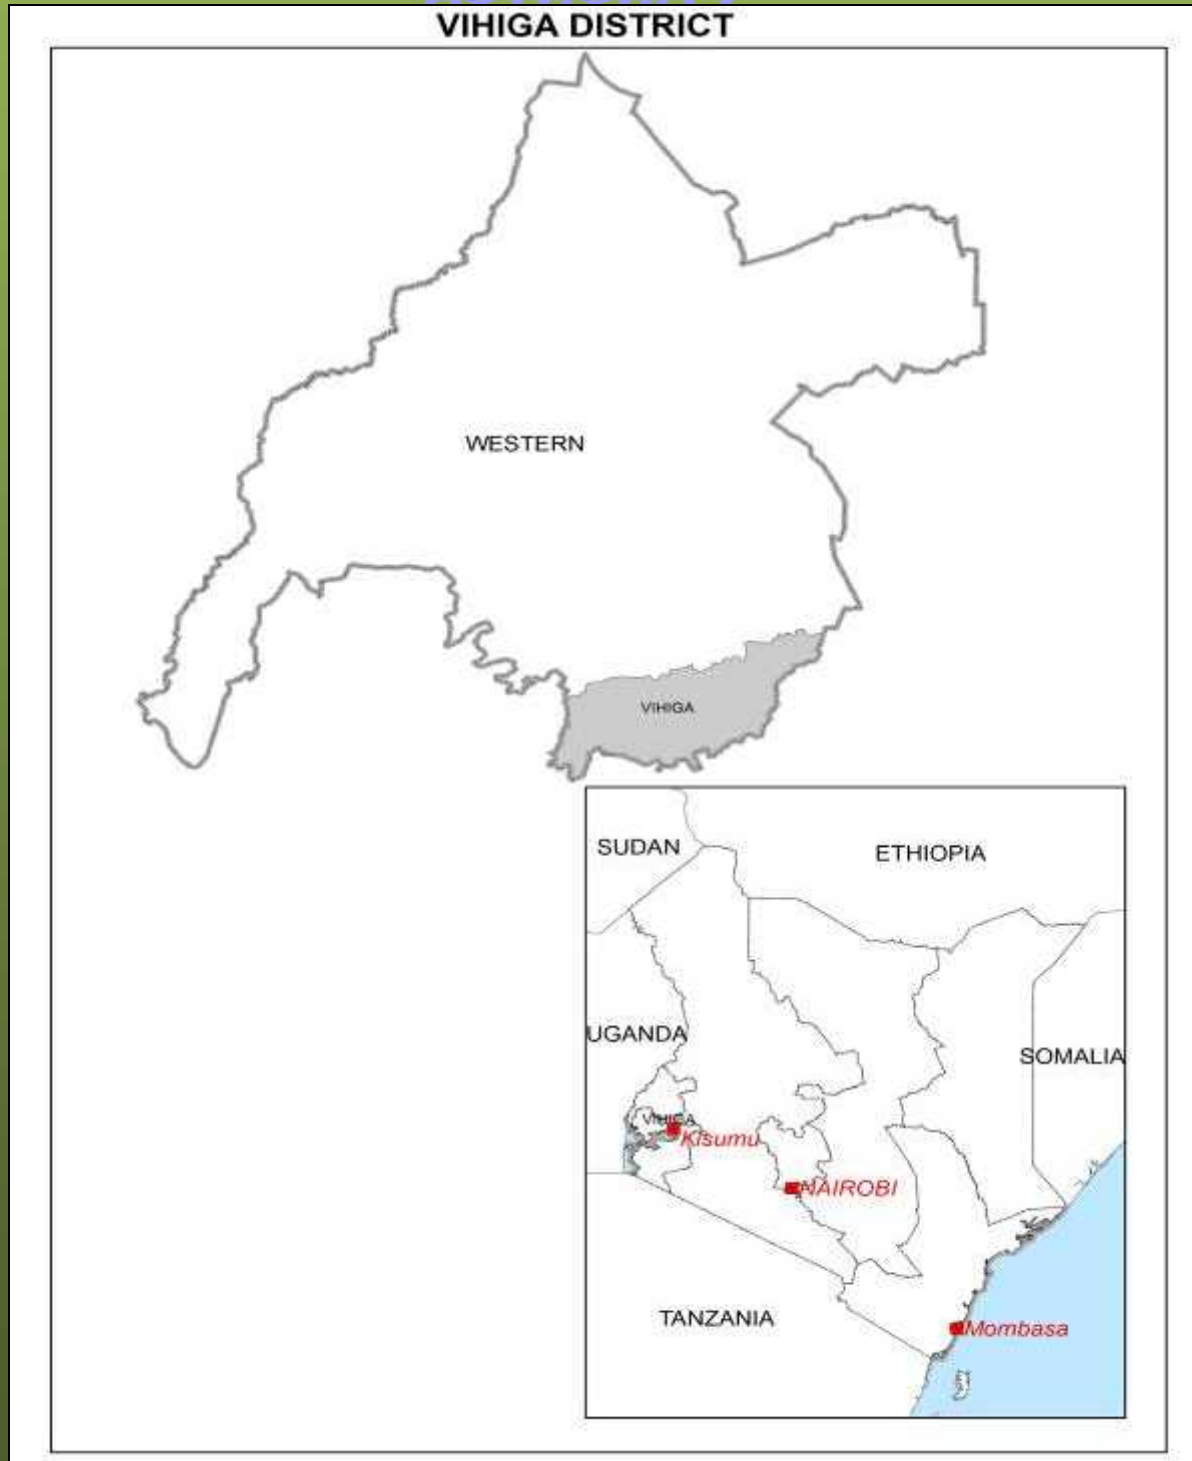 VIHIGA DISTRICT
WESTERN
VIHIGA
SUDAN
ETHIOPIA
UGANDA
SOMALIA
VIHIGA
Kisumu
NAIROBI
TANZANIA
Mombasa